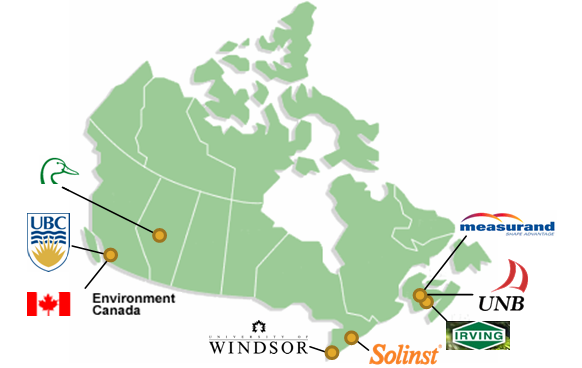 UBC
Environment
Canada
UNIVERSITY OF
WINDSOR
Solinst
measurand
SHAPE ADVANTAGE
UNB
IRVING